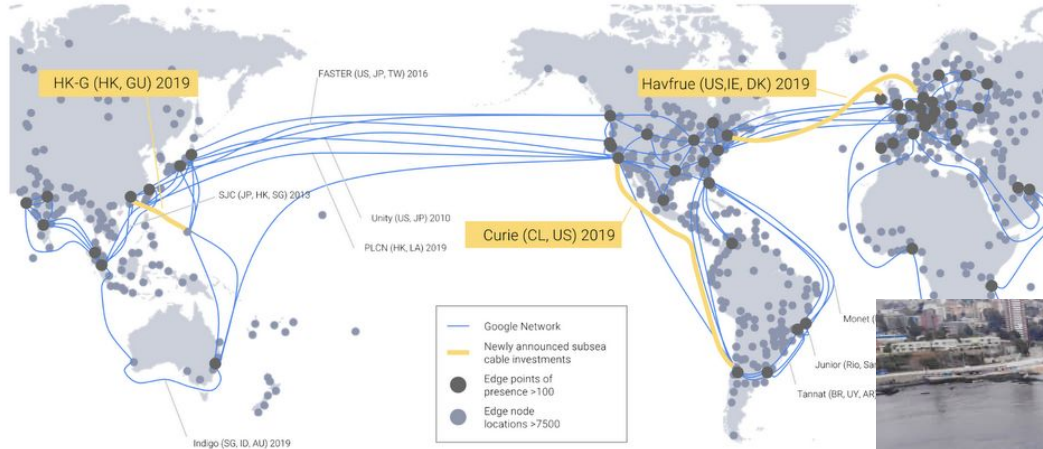 FASTER (US, JP, TW) 2016
HK-G (HK, GU) 2019
Havfrue (US,IE, DK) 2019
SJC (JP, HK, SG) 2013
Unity (US, JP) 2010
Curie (CL, US) 2019
PLCN (HK, LA) 2019
Google Network
Newly announced subsea
cable investments
Edge points of
presence >100
Edge node
locations >7500
Monet (
Junior (Rio,
Tannat (BR, UY, AR)
Indigo (SG, ID, AU) 2019